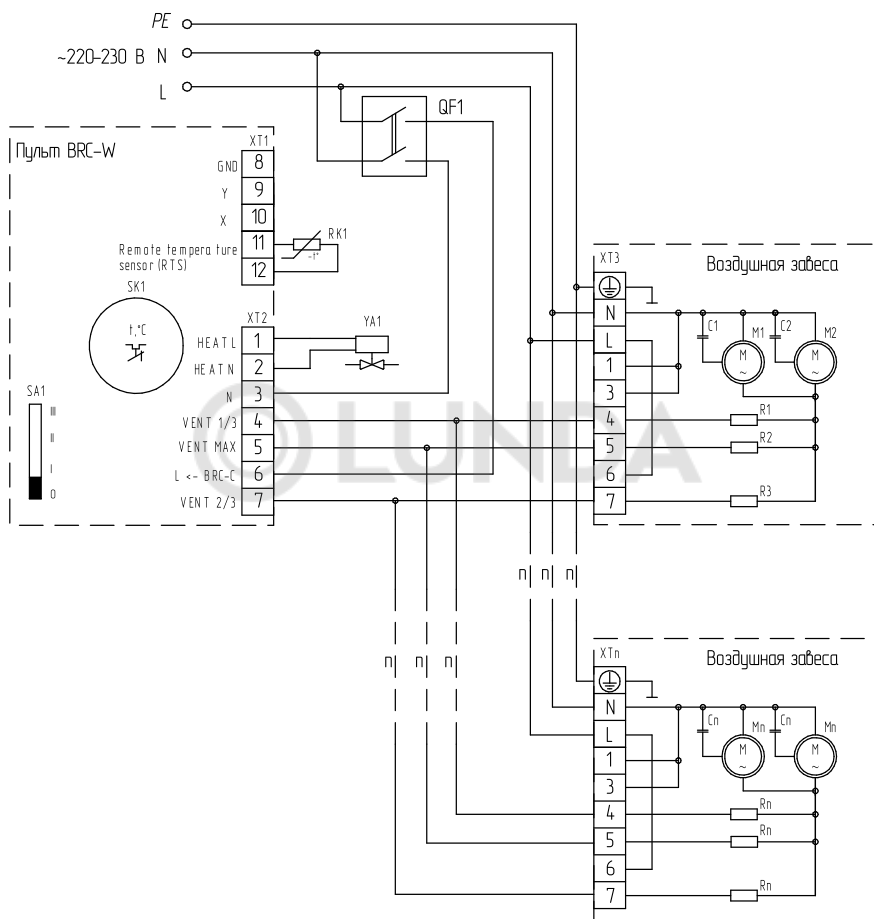 PE
~220-230 В N
L
QF1
Пульт BRC-W
XT1
GND 8
Y 9
X 10
11
Remote temperature
sensor (RTS)
12
RK1
-t°
SK1
t,°C
XT2
HEAT L 1
HEAT N 2
N 3
VENT 1/3 4
VENT MAX 5
L <- BRC-C 6
VENT 2/3 7
YA1
SA1
III
II
I
0
LUNDA
XT3
Воздушная завеса
N
L
1
3
4
5
6
7
C1
M1
C2
M2
M
~
M
~
R1
R2
R3
п п п
п п п
XTn
Воздушная завеса
N
L
1
3
4
5
6
7
Cn
Mn
Cn
Mn
M
~
M
~
Rn
Rn
Rn